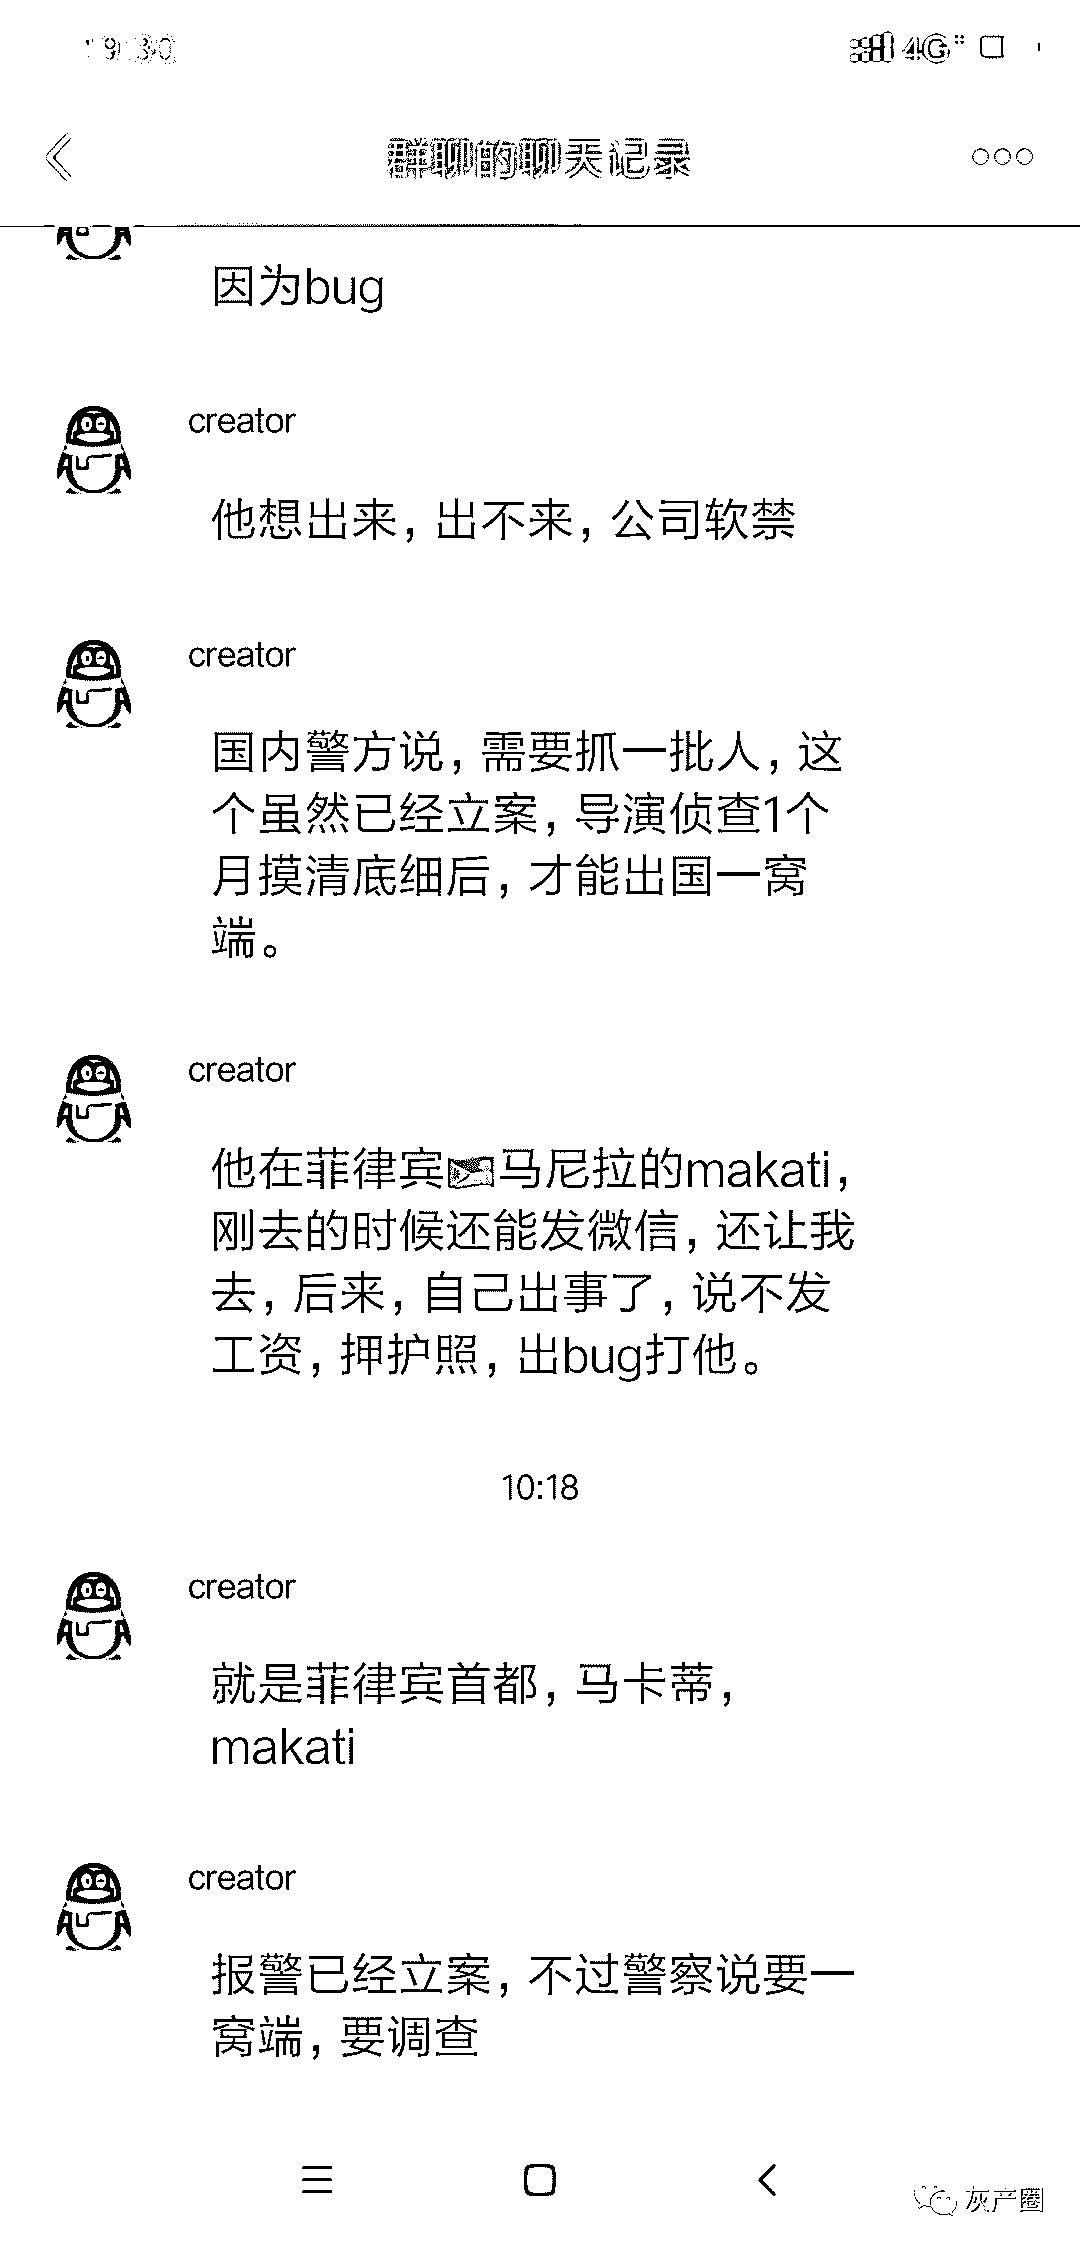 19:30
4G
群聊的聊天记录
因为bug
creator
他想出来，出不来，公司软禁
creator
国内警方说，需要抓一批人，这
个虽然已经立案，导演侦查1个
月摸清底细后，才能出国一窝
端。
creator
他在菲律宾马尼拉的makati，
刚去的时候还能发微信，还让我
去，后来，自己出事了，说不发
工资，押护照，出bug打他。
10:18
creator
就是菲律宾首都，马卡蒂，
makati
creator
报警已经立案，不过警察说要一
窝端，要调查
灰产圈